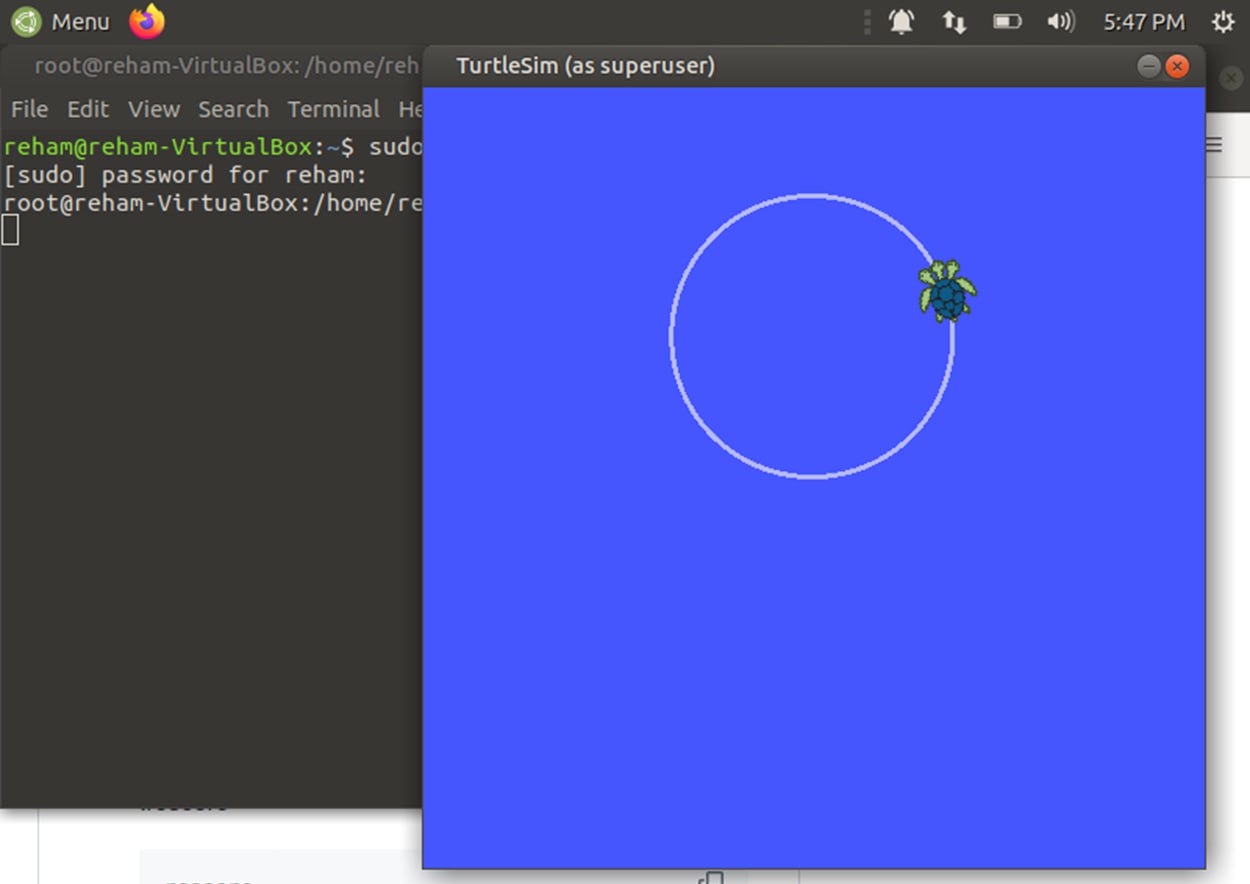 Menu
5:47 PM
root@reham-VirtualBox: /home/reh
TurtleSim (as superuser)
File Edit View Search Terminal He
reham@reham-VirtualBox:~$ sudo
[sudo] password for reham:
root@reham-VirtualBox:/home/re